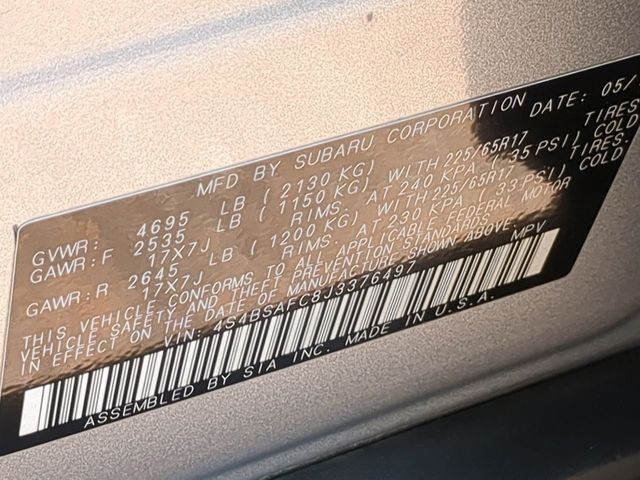 MFD BY SUBARU CORPORATION DATE: 05/
GVWR: 4695 LB (2130 KG)
GAWR:F 2535 LB (1150 KG) WITH 225/65R17 TIRES
17X7J RIMS. AT 240 KPA (35 PSI) COLD
GAWR:R 2645 LB (1200 KG) WITH 225/65R17 TIRES.
17X7J RIMS. AT 230 KPA (33 PSI) COLD.
THIS VEHICLE CONFORMS TO ALL APPLICABLE FEDERAL MOTOR
VEHICLE SAFETY AND THEFT PREVENTION STANDARDS
IN EFFECT ON DATE OF MANUFACTURE SHOWN ABOVE.
VIN: 4S4BSAFC8J3376497 MPV
ASSEMBLED BY SIA INC. MADE IN U.S.A.